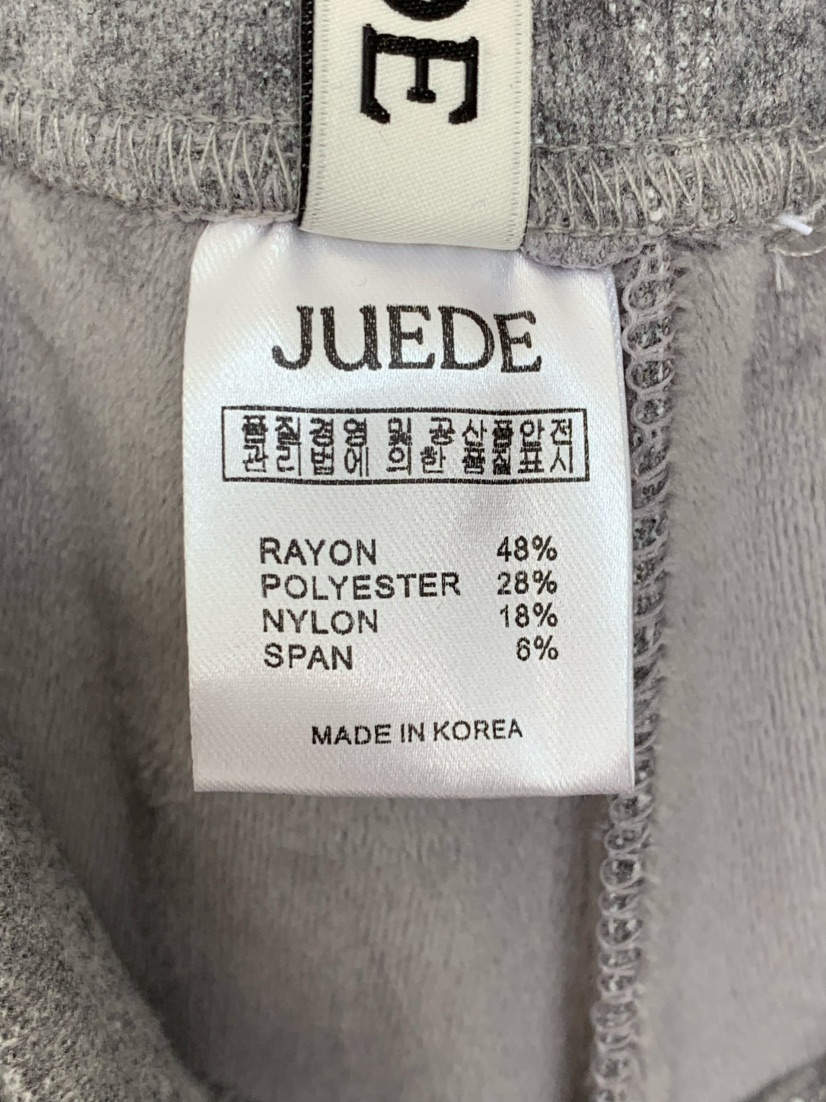 DE
JUEDE
품질경영 및 공산품안전
관리법에 의한 품질표시
RAYON 48%
POLYESTER 28%
NYLON 18%
SPAN 6%
MADE IN KOREA